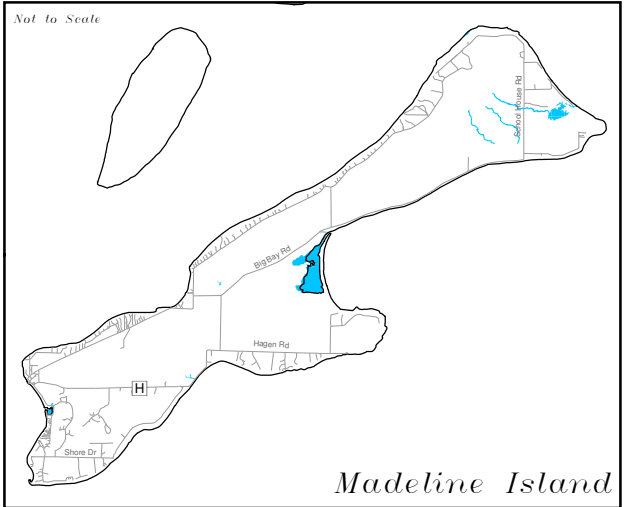 Not to Scale
School House Rd
Big Bay Rd
Hagen Rd
H
Shore Dr
Madeline Island